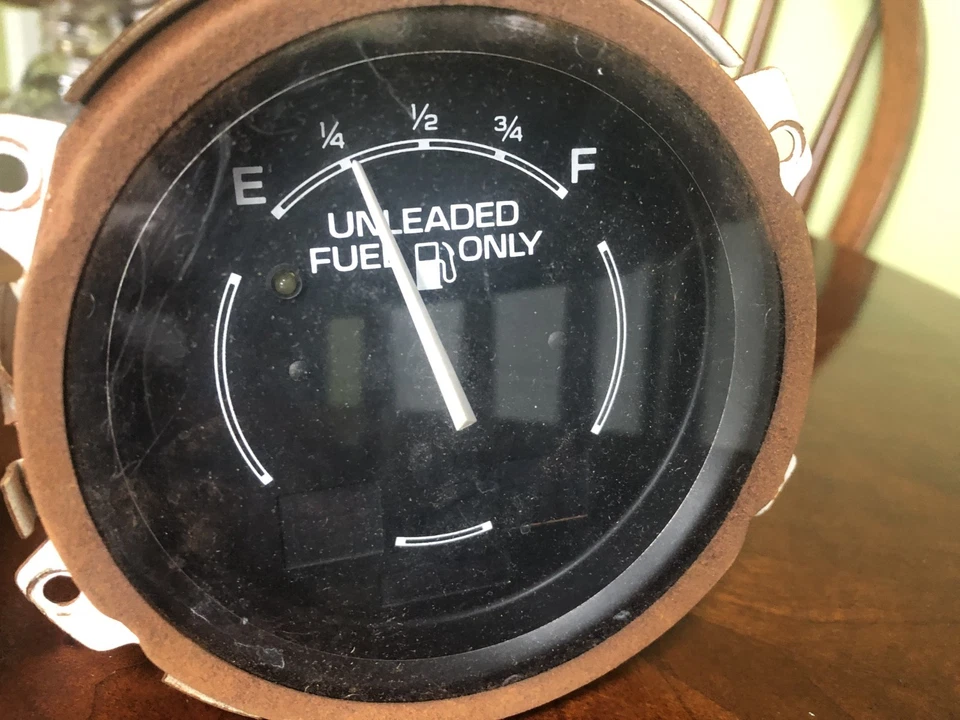 E ¼ ½ ¾ F
UNLEADED
FUEL ONLY